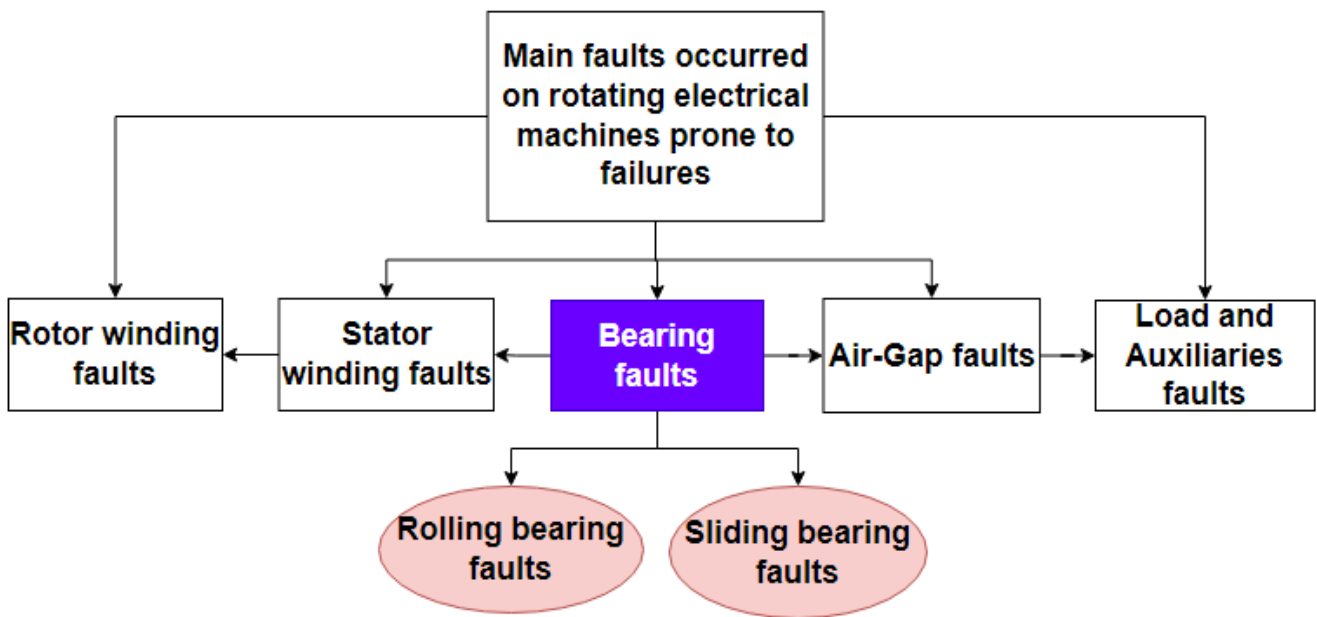 Main faults occurred
on rotating electrical
machines prone to
failures
Rotor winding
faults
Stator
winding faults
Bearing
faults
Air-Gap faults
Load and
Auxiliaries
faults
Rolling bearing
faults
Sliding bearing
faults